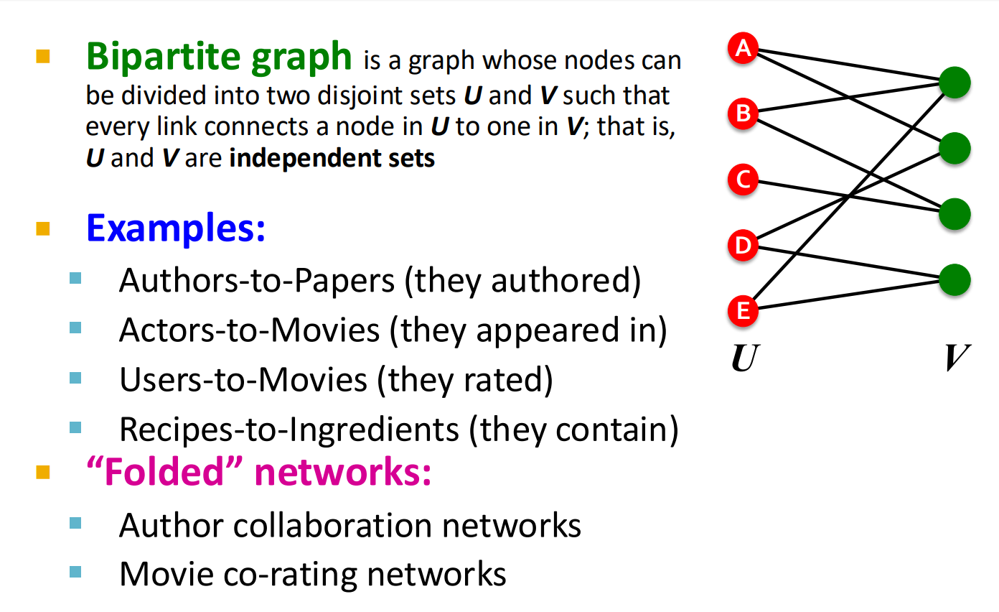 Bipartite graph is a graph whose nodes can
be divided into two disjoint sets U and V such that
every link connects a node in U to one in V; that is,
U and V are independent sets
Examples:
Authors-to-Papers (they authored)
Actors-to-Movies (they appeared in)
Users-to-Movies (they rated)
Recipes-to-Ingredients (they contain)
“Folded” networks:
Author collaboration networks
Movie co-rating networks
A
B
C
D
E
U V